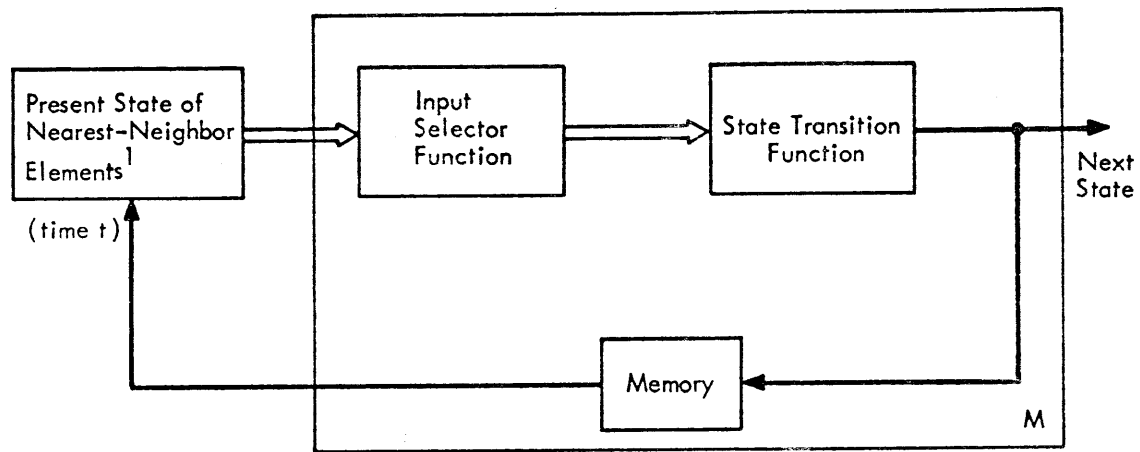 Present State of
Nearest-Neighbor
Elements¹
(time t)
Input
Selector
Function
State Transition
Function
Next
State
Memory
M